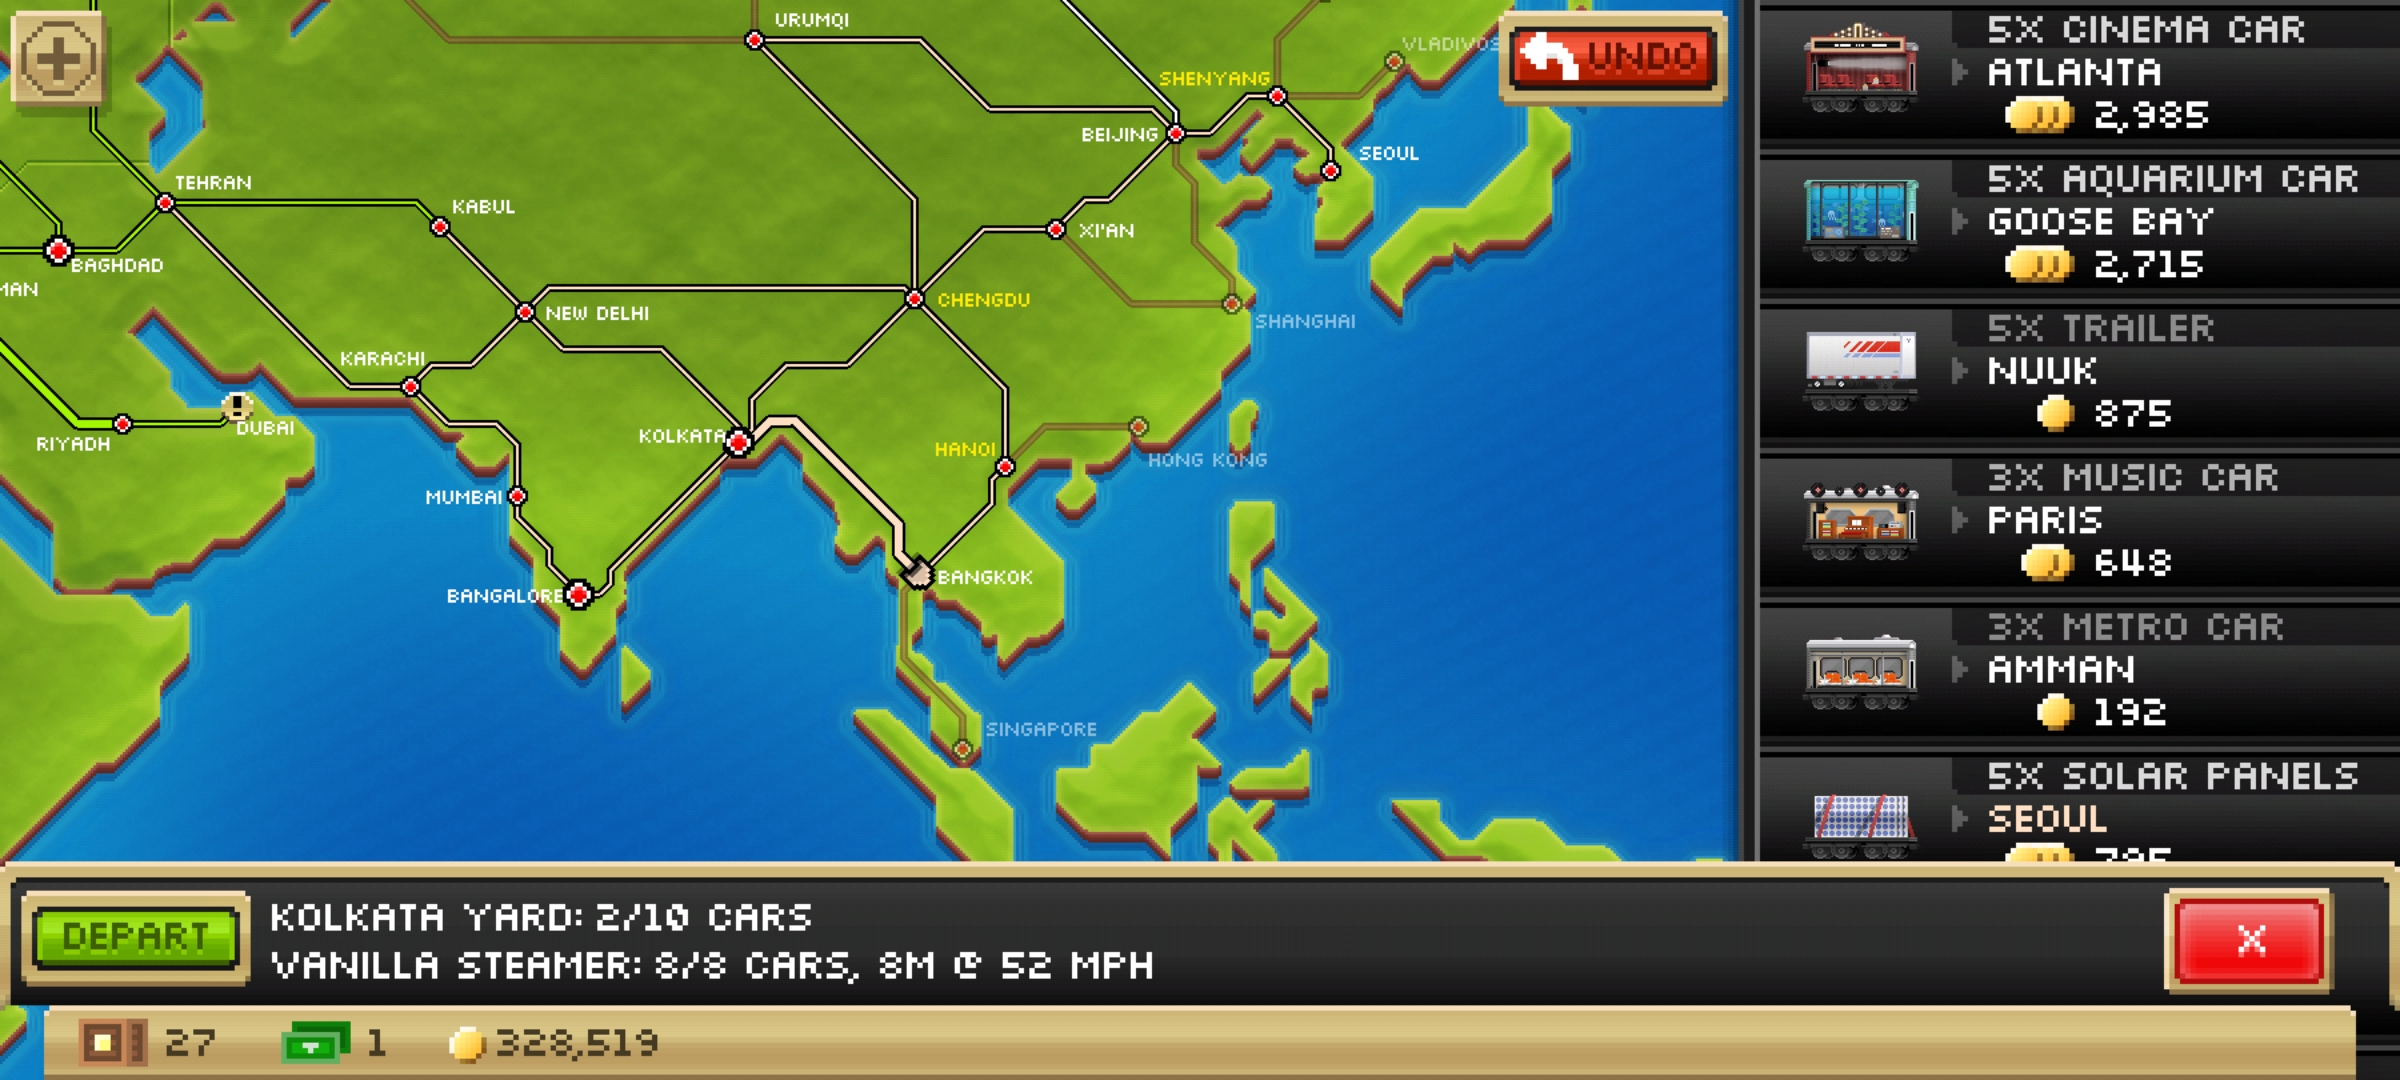 URUMQI
UNDO
VLADIVOS
SHENYANG
BEIJING
SEOUL
TEHRAN
KABUL
XI'AN
BAGHDAD
MAN
NEW DELHI
CHENGDU
SHANGHAI
KARACHI
DUBAI
RIYADH
KOLKATA
HANOI
HONG KONG
MUMBAI
BANGALORE
BANGKOK
SINGAPORE
5X CINEMA CAR
ATLANTA
2,985
5X AQUARIUM CAR
GOOSE BAY
2,715
5X TRAILER
NUUK
875
3X MUSIC CAR
PARIS
648
3X METRO CAR
AMMAN
192
5X SOLAR PANELS
SEOUL
DEPART
KOLKATA YARD: 2/10 CARS
VANILLA STEAMER: 8/8 CARS, 8M @ 52 MPH
X
27
1
328,519